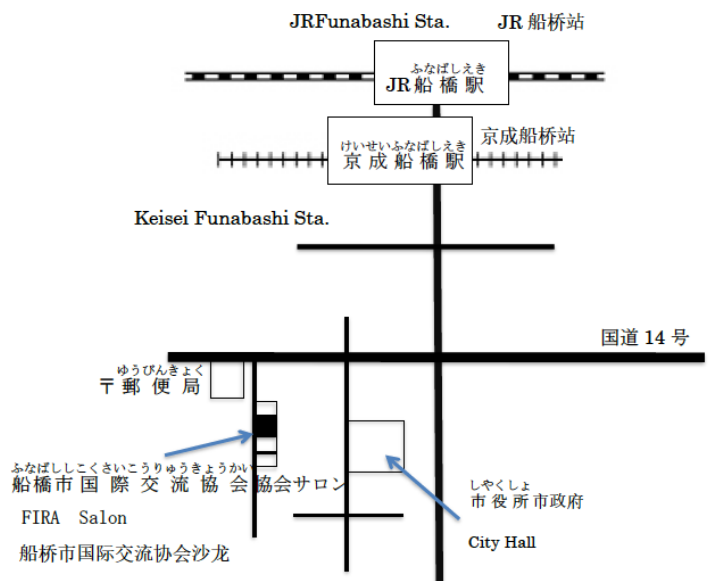 JRFunabashi Sta. JR 船桥站
ふなばしえき
JR 船橋駅
けいせいふなばしえき
京成船橋駅
京成船桥站
Keisei Funabashi Sta.
国道 14 号
ゆうびんきょく
〒郵便局
ふなばししこくさいこうりゅうきょうかい
船橋市国際交流協会協会サロン
FIRA Salon
船桥市国际交流协会沙龙
しやくしょ
市役所市政府
City Hall